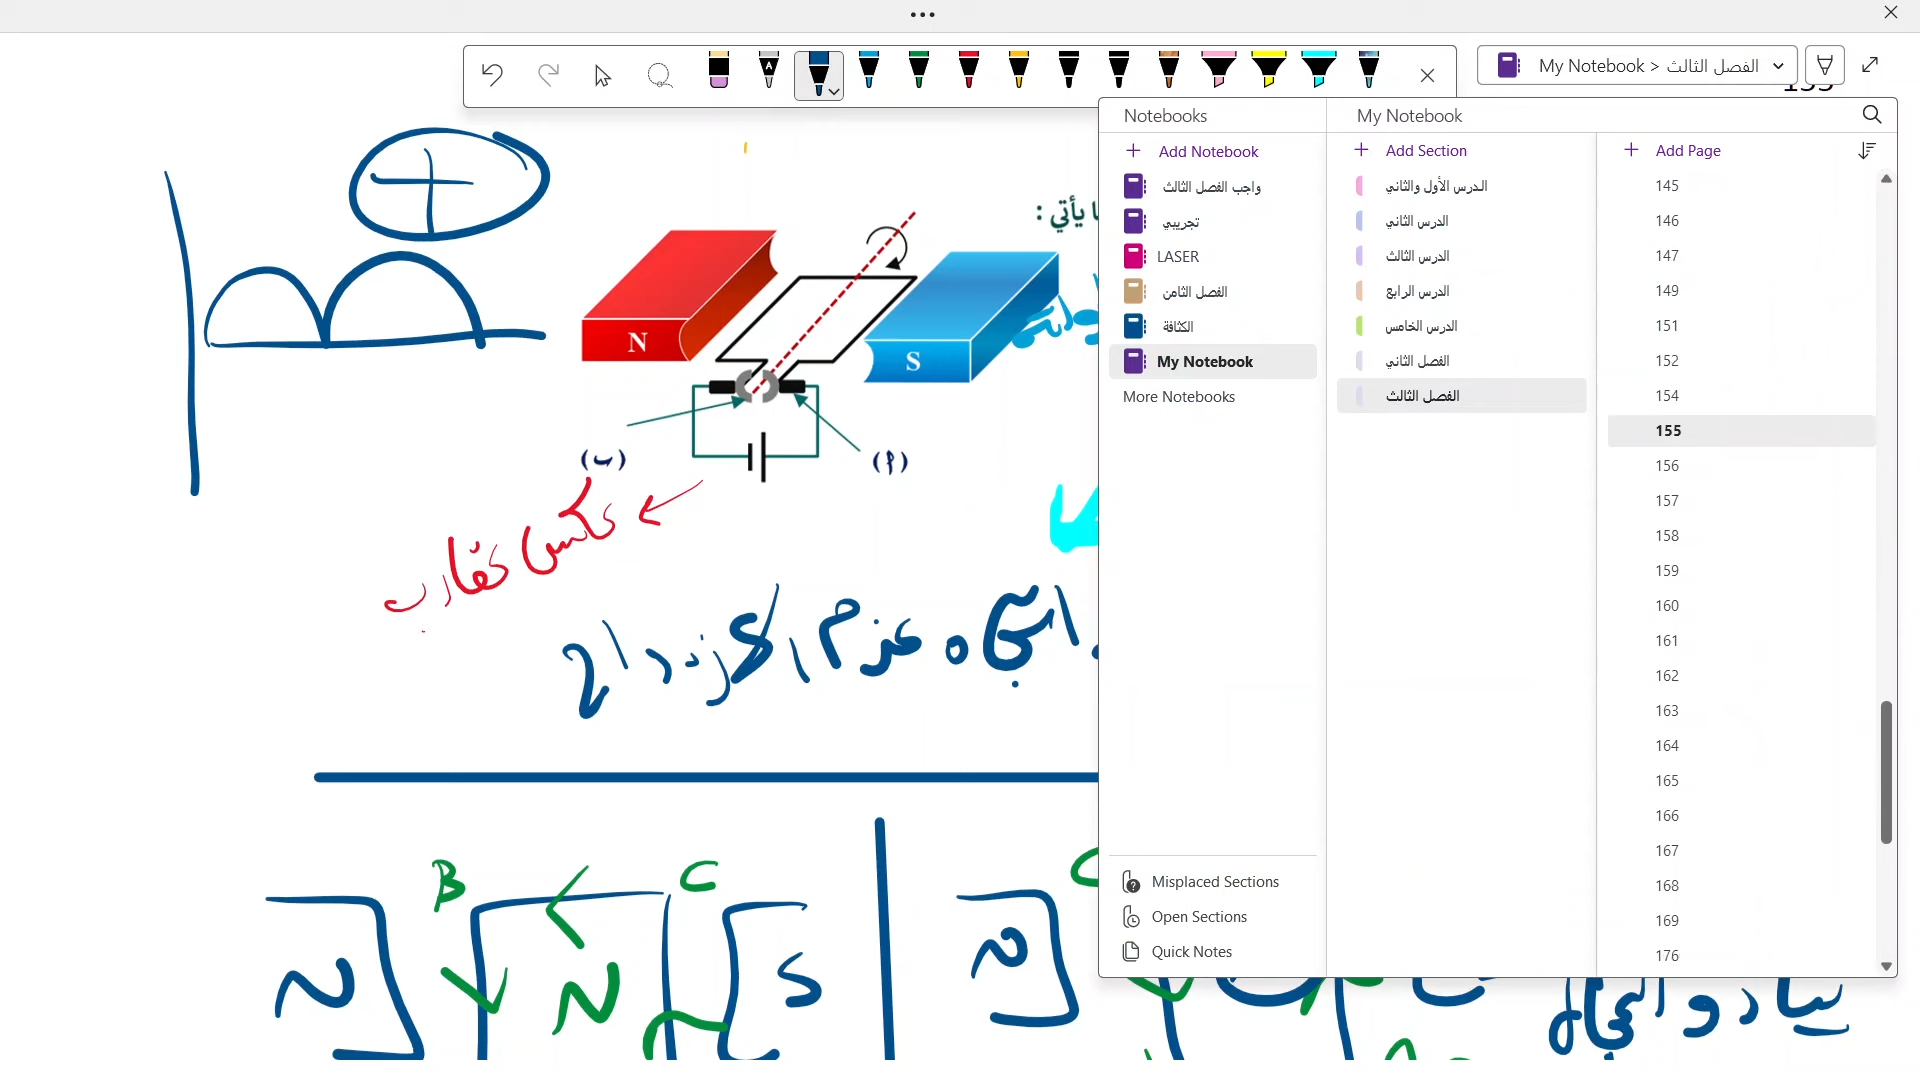 My Notebook > الفصل الثالث
Notebooks
Add Notebook
واجب الفصل الثالث
تجريبي
LASER
الفصل الثامن
الكثافة
My Notebook
More Notebooks
Misplaced Sections
Open Sections
Quick Notes
My Notebook
Add Section
الدرس الأول والثاني
الدرس الثاني
الدرس الثالث
الدرس الرابع
الدرس الخامس
الفصل الثاني
الفصل الثالث
Add Page
145
146
147
149
151
152
154
155
156
157
158
159
160
161
162
163
164
165
166
167
168
169
176
ا يأتي :
N
S
(ب)
(أ)
عكس عقارب
اتجاه عزم الازدواج
B
C
N
N
S
N